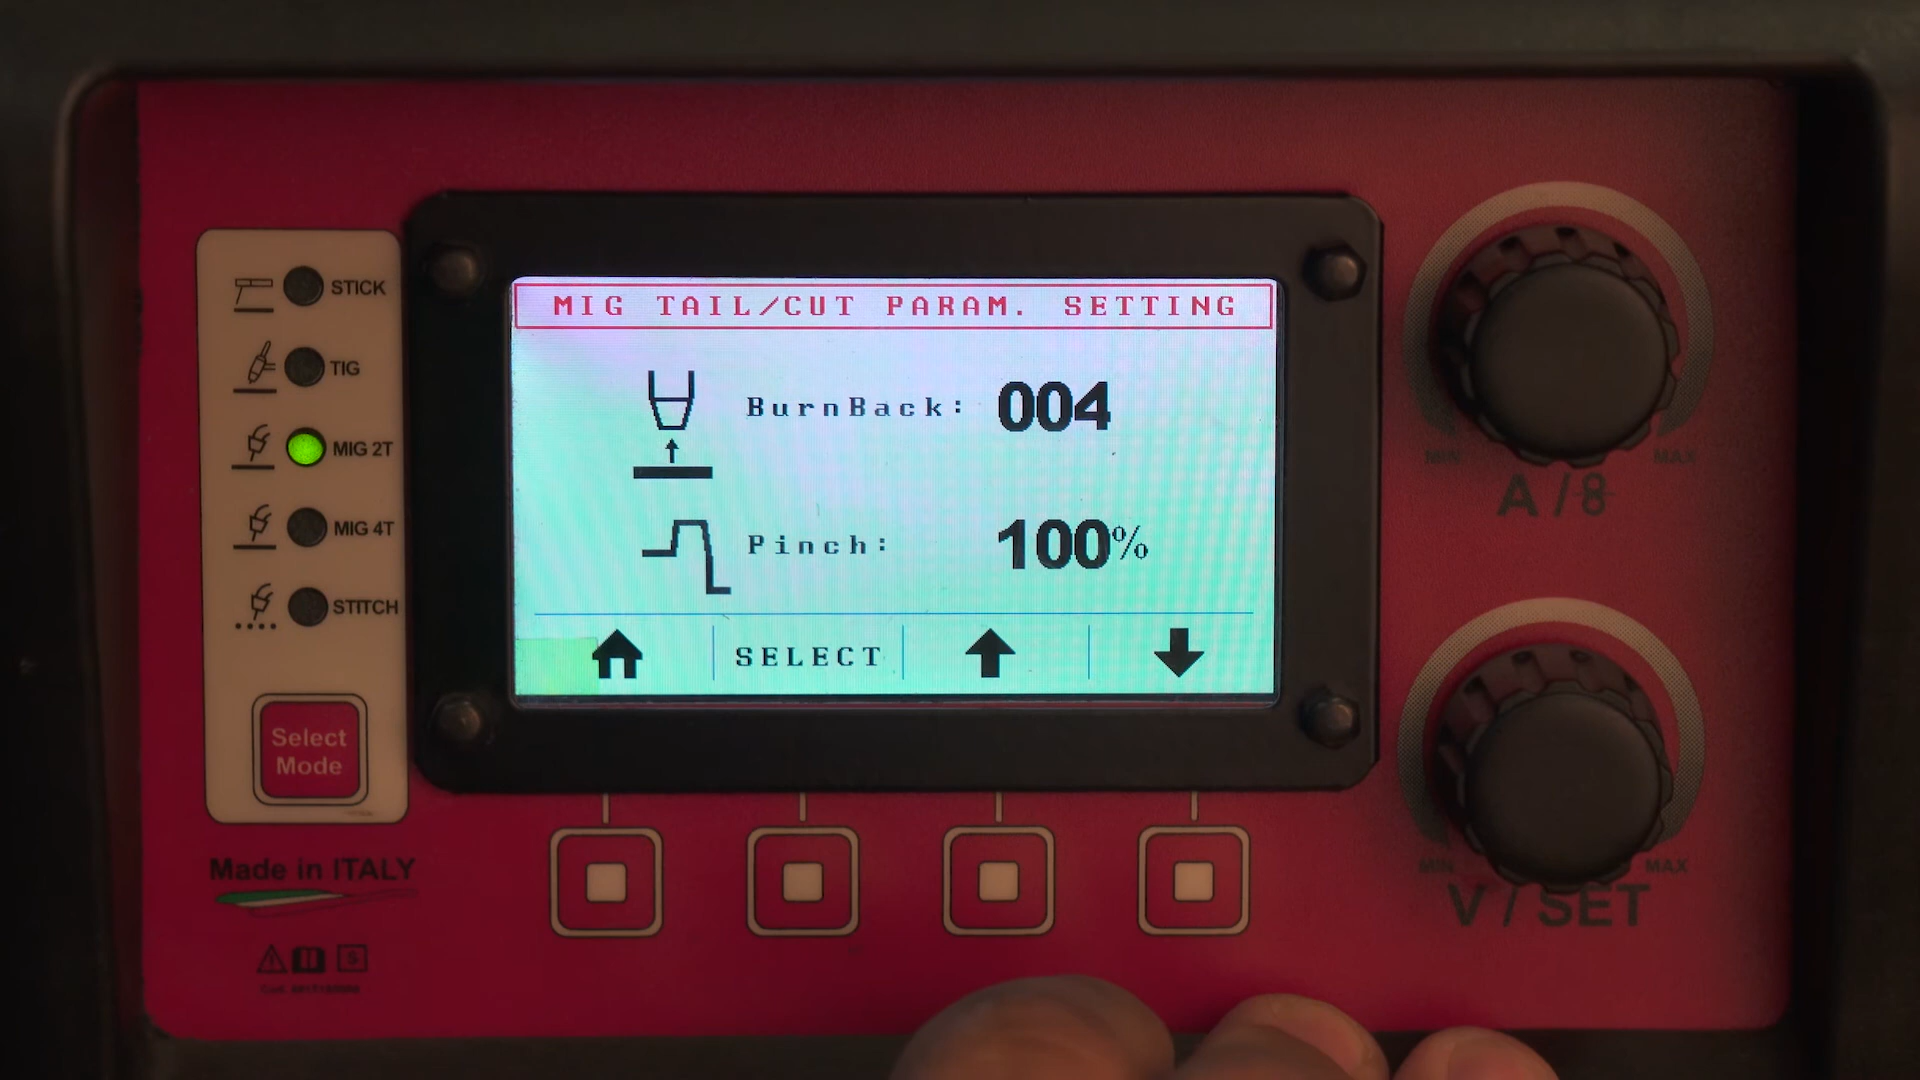 MIG TAIL/CUT PARAM. SETTING
BurnBack: 004
Pinch: 100%
SELECT
STICK
TIG
MIG 2T
MIG 4T
STITCH
Select
Mode
Made in ITALY
MIN
MAX
A / 8
MIN
MAX
V / SET